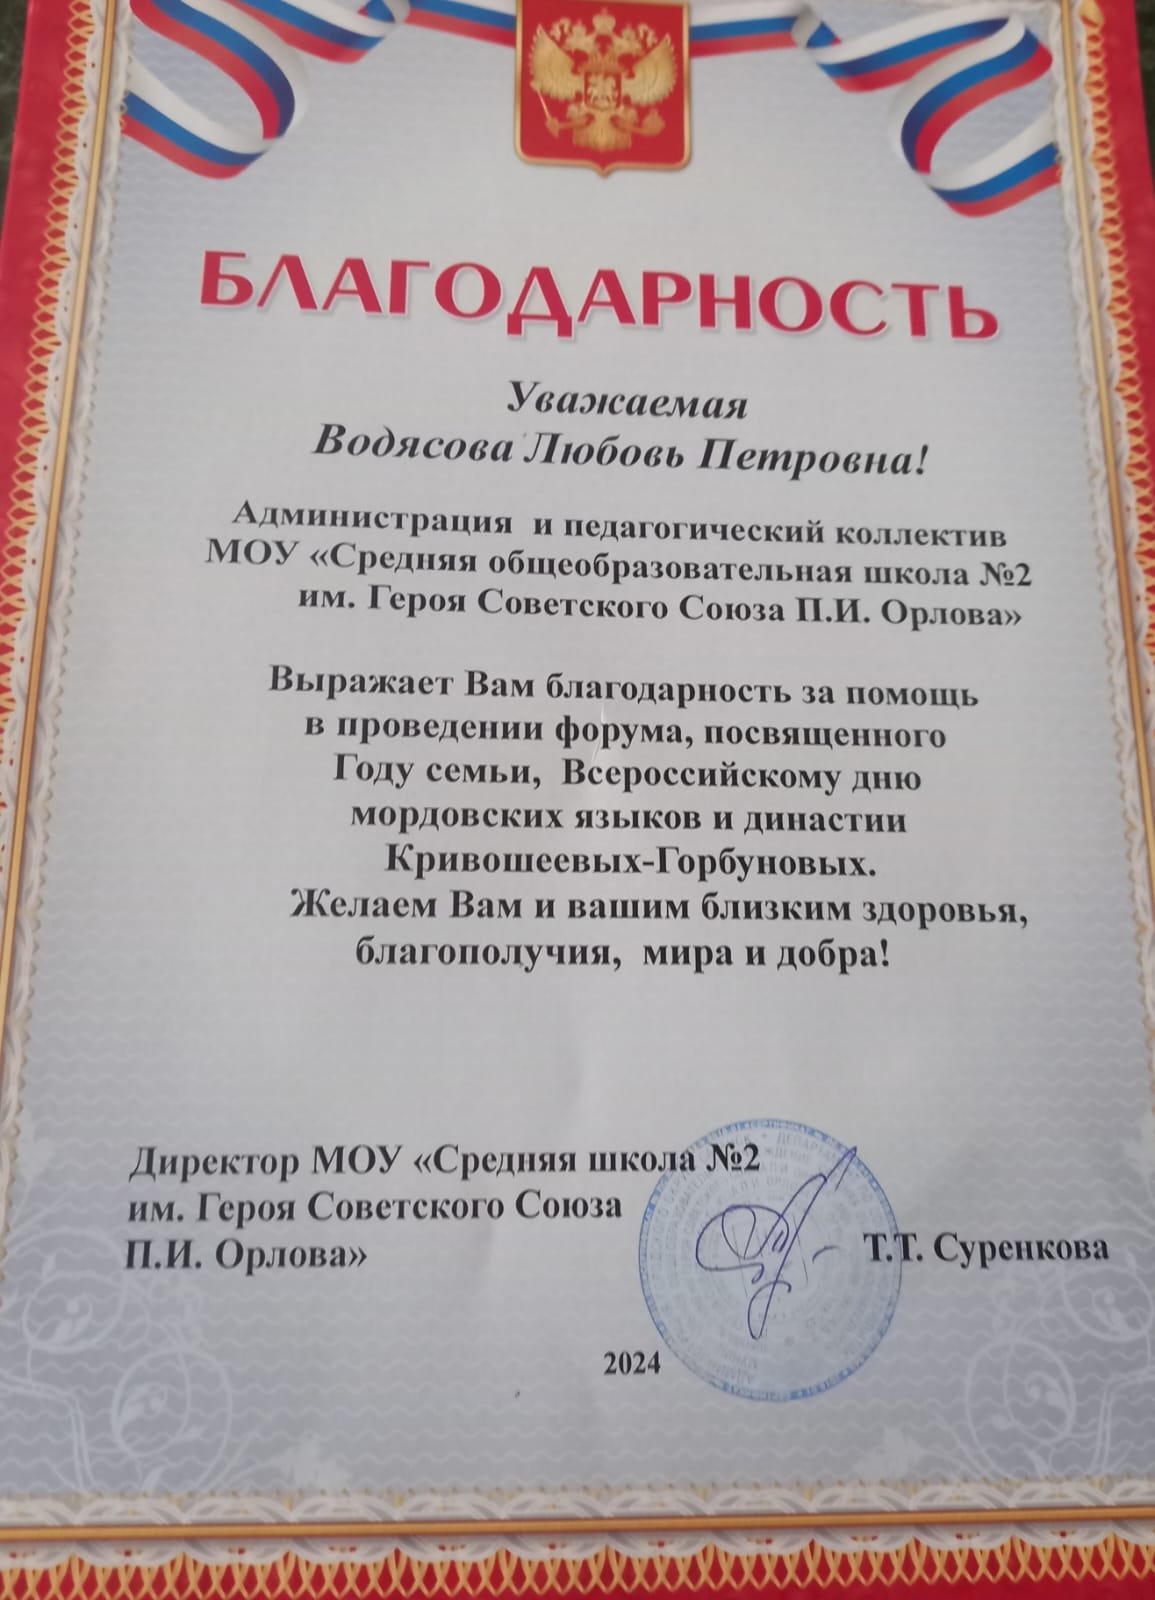 БЛАГОДАРНОСТЬ
Уважаемая
Водясова Любовь Петровна!
Администрация и педагогический коллектив
МОУ «Средняя общеобразовательная школа №2
им. Героя Советского Союза П.И. Орлова»
Выражает Вам благодарность за помощь
в проведении форума, посвященного
Году семьи, Всероссийскому дню
мордовских языков и династии
Кривошеевых-Горбуновых.
Желаем Вам и вашим близким здоровья,
благополучия, мира и добра!
Директор МОУ «Средняя школа №2
им. Героя Советского Союза
П.И. Орлова»
Т.Т. Суренкова
2024